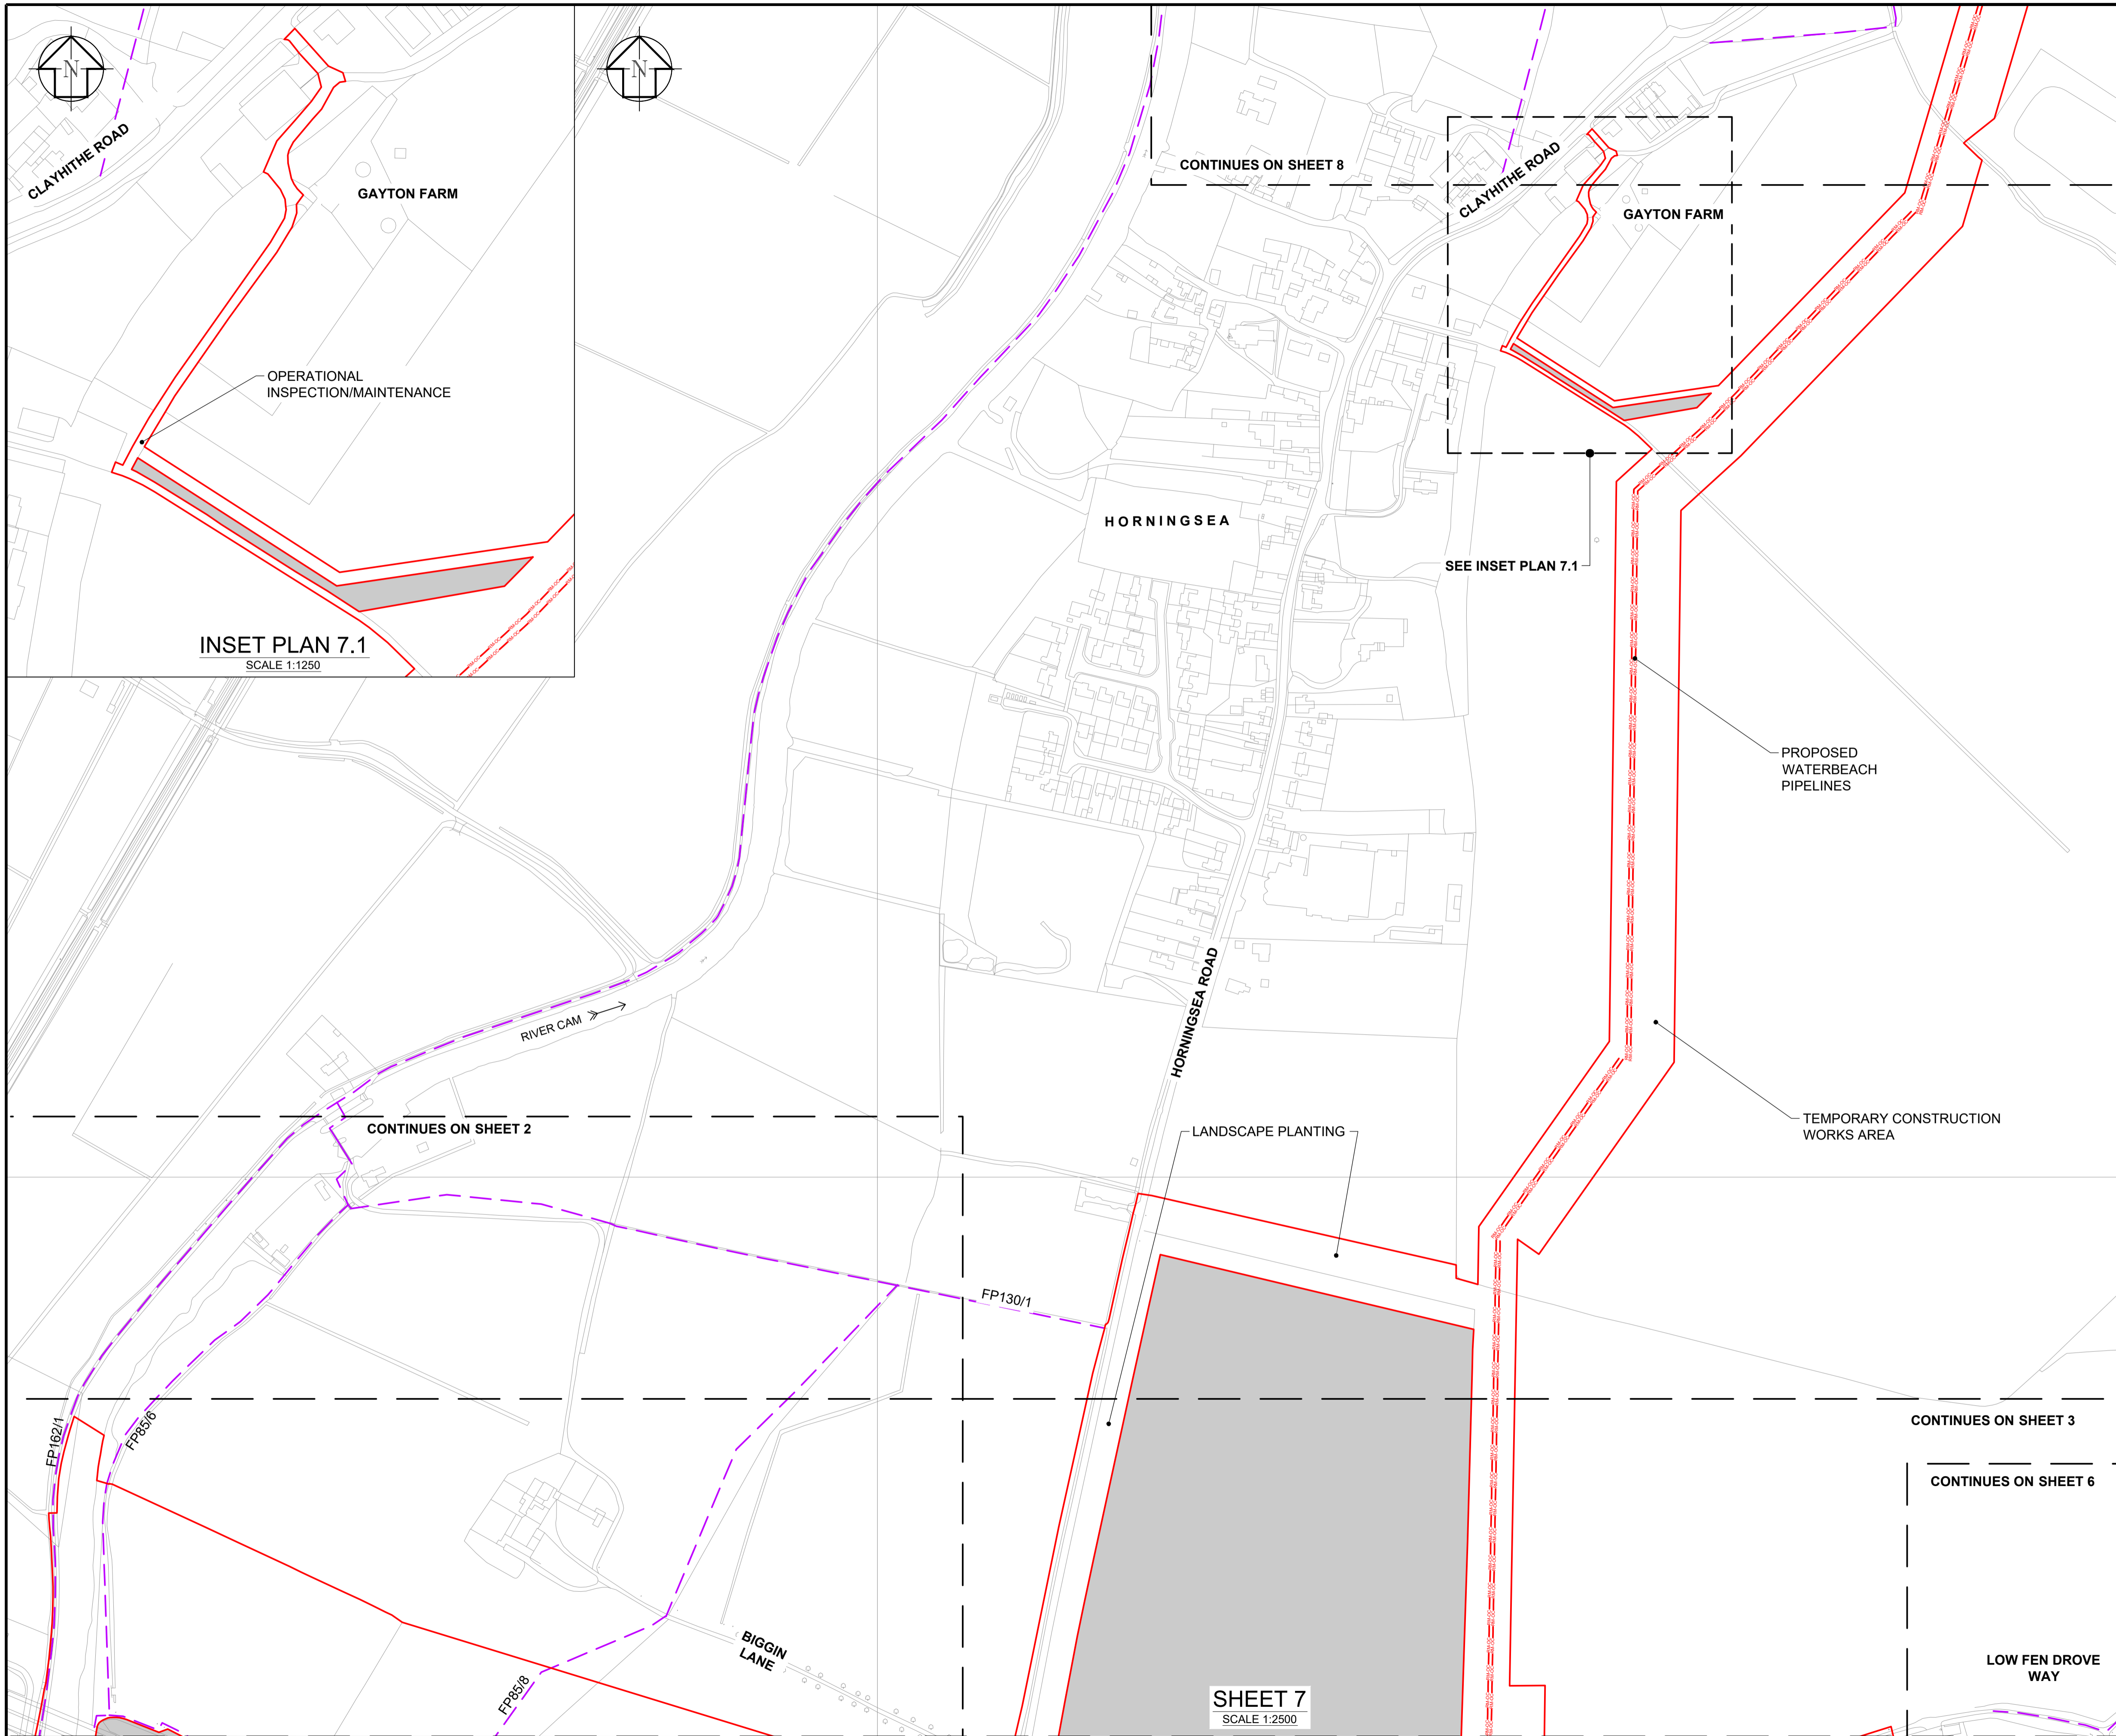 N
CLAYHITHE ROAD
GAYTON FARM
OPERATIONAL
INSPECTION/MAINTENANCE
INSET PLAN 7.1
SCALE 1:1250
N
CONTINUES ON SHEET 8
CLAYHITHE ROAD
GAYTON FARM
HORNINGSEA
SEE INSET PLAN 7.1
PROPOSED
WATERBEACH
PIPELINES
RIVER CAM
HORNINGSEA ROAD
CONTINUES ON SHEET 2
LANDSCAPE PLANTING
TEMPORARY CONSTRUCTION
WORKS AREA
FP130/1
FP162/1
FP85/6
CONTINUES ON SHEET 3
CONTINUES ON SHEET 6
BIGGIN
LANE
FP85/8
LOW FEN DROVE
WAY
SHEET 7
SCALE 1:2500